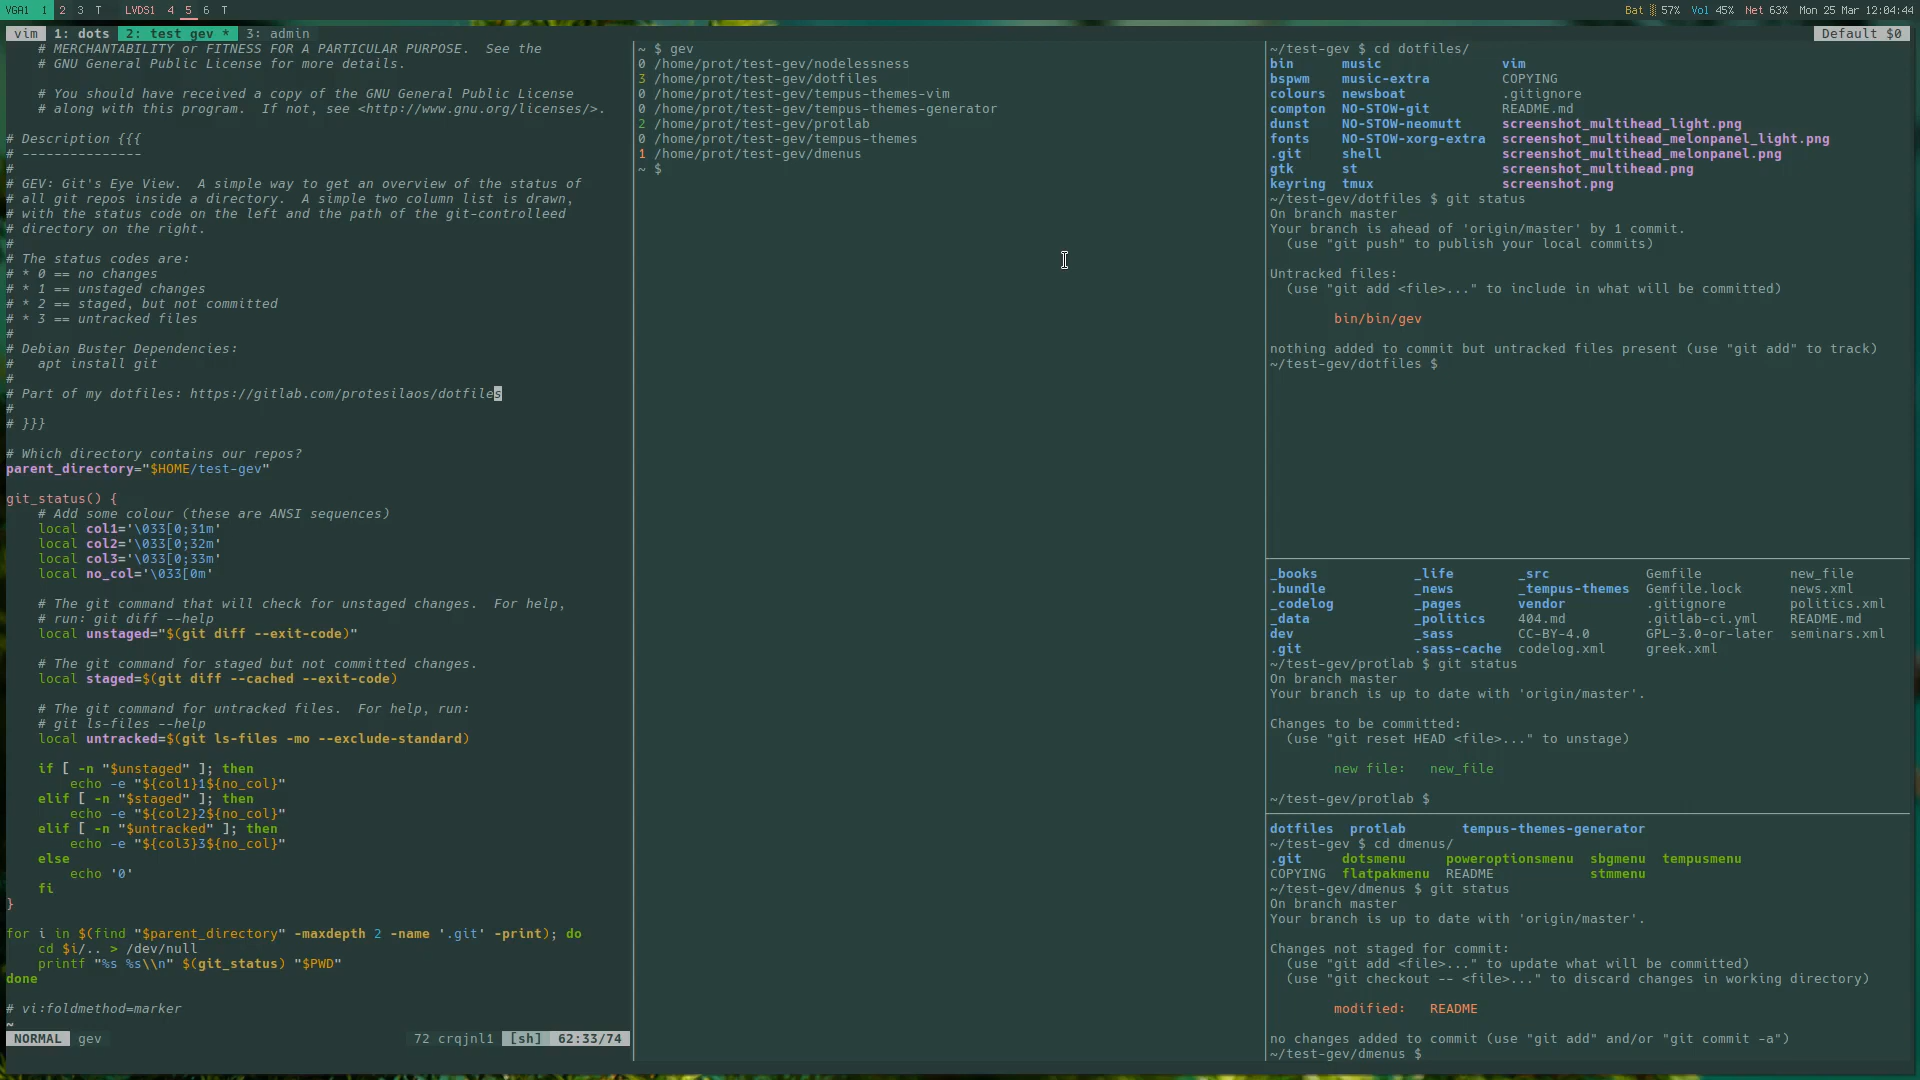 VGA1 1 2 3 T LVDS1 4 5 6 T Bat ░ 57% Vol 45% Net 63% Mon 25 Mar 12:04:44
vim 1: dots 2: test gev * 3: admin Default $0
# MERCHANTABILITY or FITNESS FOR A PARTICULAR PURPOSE.  See the
# GNU General Public License for more details.
# You should have received a copy of the GNU General Public License
# along with this program.  If not, see <http://www.gnu.org/licenses/>.
# Description {{{
# ---------------
#
# GEV: Git's Eye View.  A simple way to get an overview of the status of
# all git repos inside a directory.  A simple two column list is drawn,
# with the status code on the left and the path of the git-controlleed
# directory on the right.
#
# The status codes are:
# * 0 == no changes
# * 1 == unstaged changes
# * 2 == staged, but not committed
# * 3 == untracked files
#
# Debian Buster Dependencies:
#   apt install git
#
# Part of my dotfiles: https://gitlab.com/protesilaos/dotfiles
#
# }}}
# Which directory contains our repos?
parent_directory="$HOME/test-gev"
git_status() {
    # Add some colour (these are ANSI sequences)
    local col1='\033[0;31m'
    local col2='\033[0;32m'
    local col3='\033[0;33m'
    local no_col='\033[0m'
    # The git command that will check for unstaged changes.  For help,
    # run: git diff --help
    local unstaged="$(git diff --exit-code)"
    # The git command for staged but not committed changes.
    local staged=$(git diff --cached --exit-code)
    # The git command for untracked files.  For help, run:
    # git ls-files --help
    local untracked=$(git ls-files -mo --exclude-standard)
    if [ -n "$unstaged" ]; then
        echo -e "${col1}1${no_col}"
    elif [ -n "$staged" ]; then
        echo -e "${col2}2${no_col}"
    elif [ -n "$untracked" ]; then
        echo -e "${col3}3${no_col}"
    else
        echo '0'
    fi
}
for i in $(find "$parent_directory" -maxdepth 2 -name '.git' -print); do
    cd $i/.. > /dev/null
    printf "%s %s\\n" $(git_status) "$PWD"
done
# vi:foldmethod=marker
~
NORMAL gev 72 crqjnl1 [sh] 62:33/74
~ $ gev
0 /home/prot/test-gev/nodelessness
3 /home/prot/test-gev/dotfiles
0 /home/prot/test-gev/tempus-themes-vim
0 /home/prot/test-gev/tempus-themes-generator
2 /home/prot/test-gev/protlab
0 /home/prot/test-gev/tempus-themes
1 /home/prot/test-gev/dmenus
~ $
~/test-gev $ cd dotfiles/
bin music vim
bspwm music-extra COPYING
colours newsboat .gitignore
compton NO-STOW-git README.md
dunst NO-STOW-neomutt screenshot_multihead_light.png
fonts NO-STOW-xorg-extra screenshot_multihead_melonpanel_light.png
.git shell screenshot_multihead_melonpanel.png
gtk st screenshot_multihead.png
keyring tmux screenshot.png
~/test-gev/dotfiles $ git status
On branch master
Your branch is ahead of 'origin/master' by 1 commit.
  (use "git push" to publish your local commits)
Untracked files:
  (use "git add <file>..." to include in what will be committed)
        bin/bin/gev
nothing added to commit but untracked files present (use "git add" to track)
~/test-gev/dotfiles $
_books _life _src Gemfile new_file
.bundle _news _tempus-themes Gemfile.lock news.xml
_codelog _pages vendor .gitignore politics.xml
_data _politics 404.md .gitlab-ci.yml README.md
dev _sass CC-BY-4.0 GPL-3.0-or-later seminars.xml
.git .sass-cache codelog.xml greek.xml
~/test-gev/protlab $ git status
On branch master
Your branch is up to date with 'origin/master'.
Changes to be committed:
  (use "git reset HEAD <file>..." to unstage)
        new file:   new_file
~/test-gev/protlab $
dotfiles protlab tempus-themes-generator
~/test-gev $ cd dmenus/
.git dotsmenu poweroptionsmenu sbgmenu tempusmenu
COPYING flatpakmenu README stmmenu
~/test-gev/dmenus $ git status
On branch master
Your branch is up to date with 'origin/master'.
Changes not staged for commit:
  (use "git add <file>..." to update what will be committed)
  (use "git checkout -- <file>..." to discard changes in working directory)
        modified:   README
no changes added to commit (use "git add" and/or "git commit -a")
~/test-gev/dmenus $